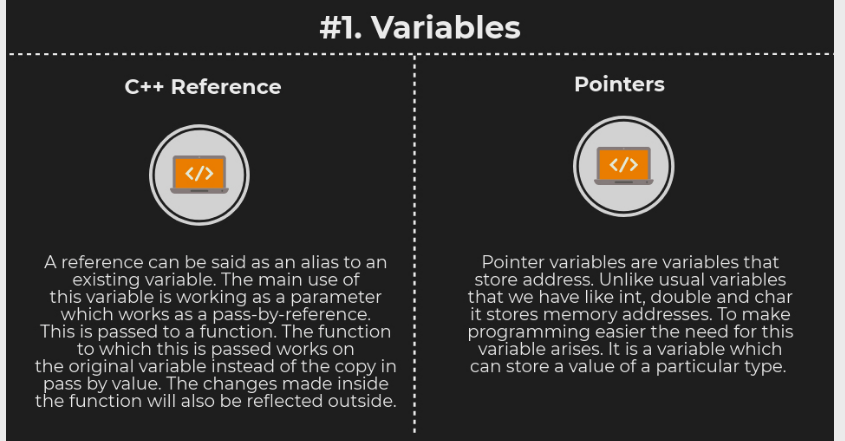 #1. Variables
C++ Reference
</>
A reference can be said as an alias to an
existing variable. The main use of
this variable is working as a parameter
which works as a pass-by-reference.
This is passed to a function. The function
to which this is passed works on
the original variable instead of the copy in
pass by value. The changes made inside
the function will also be reflected outside.
Pointers
</>
Pointer variables are variables that
store address. Unlike usual variables
that we have like int, double and char
it stores memory addresses. To make
programming easier the need for this
variable arises. It is a variable which
can store a value of a particular type.